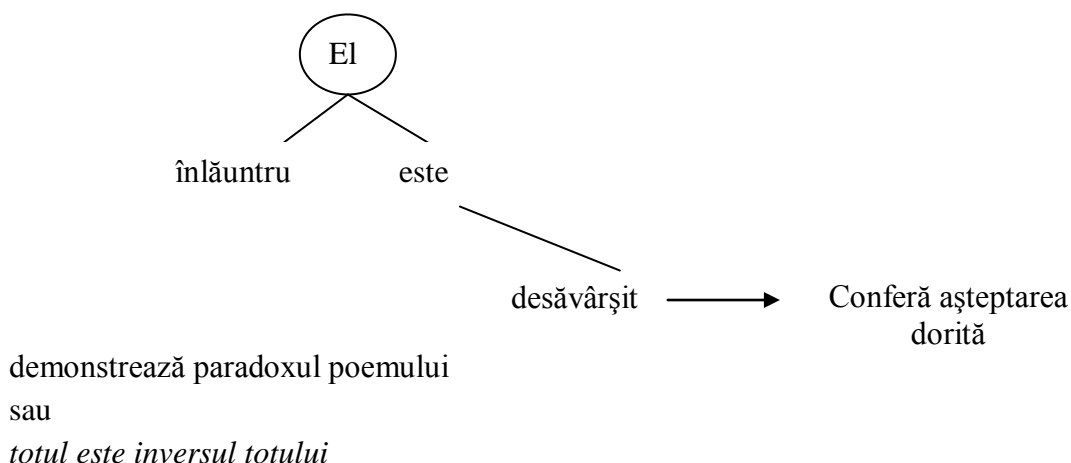 El
înlăuntru este
desăvârşit
Conferă aşteptarea
dorită
demonstrează paradoxul poemului
sau
totul este inversul totului